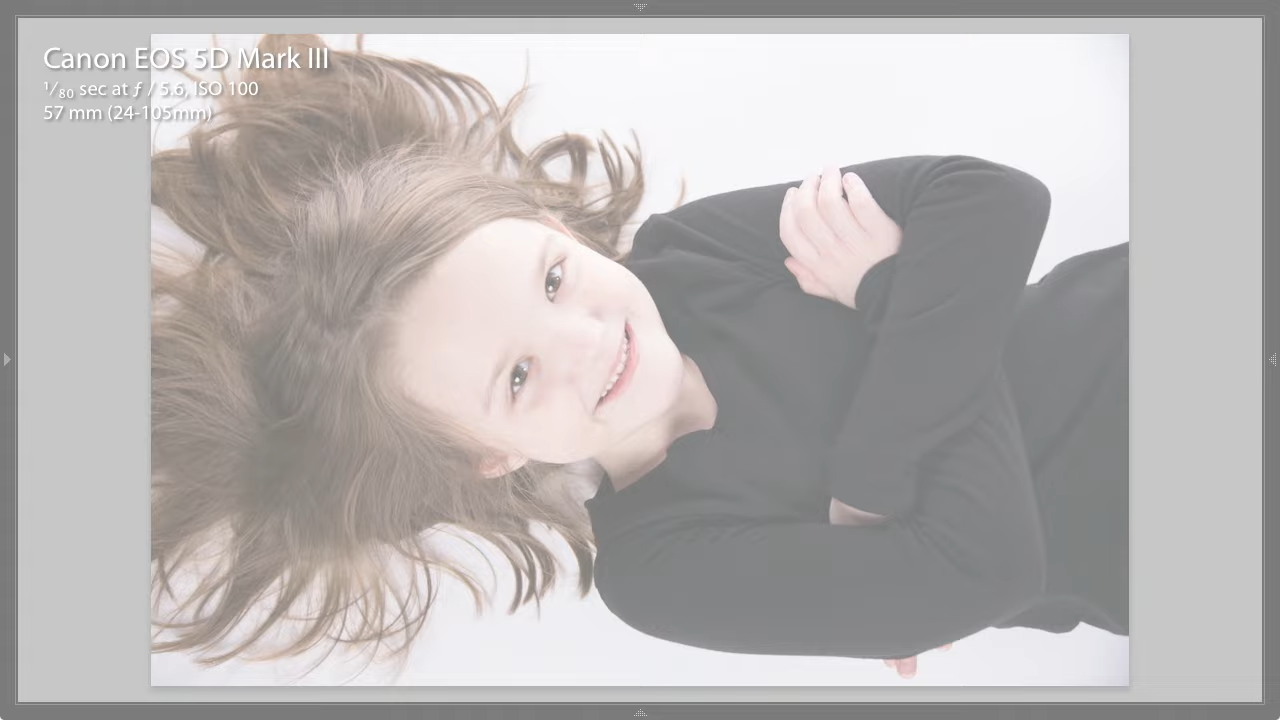 Canon EOS 5D Mark III
1/80 sec at ƒ / 5.6, ISO 100
57 mm (24-105mm)